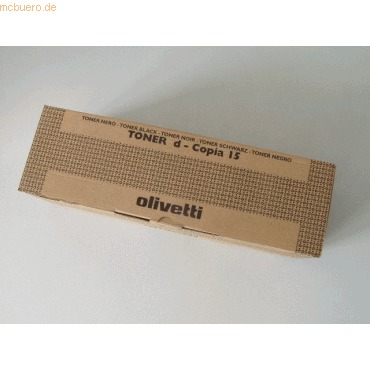 mcbuero.de
TONER NERO - TONER BLACK - TONER NOIR - TONER SCHWARZ - TONER NEGRO
TONER d - Copia 15
olivetti